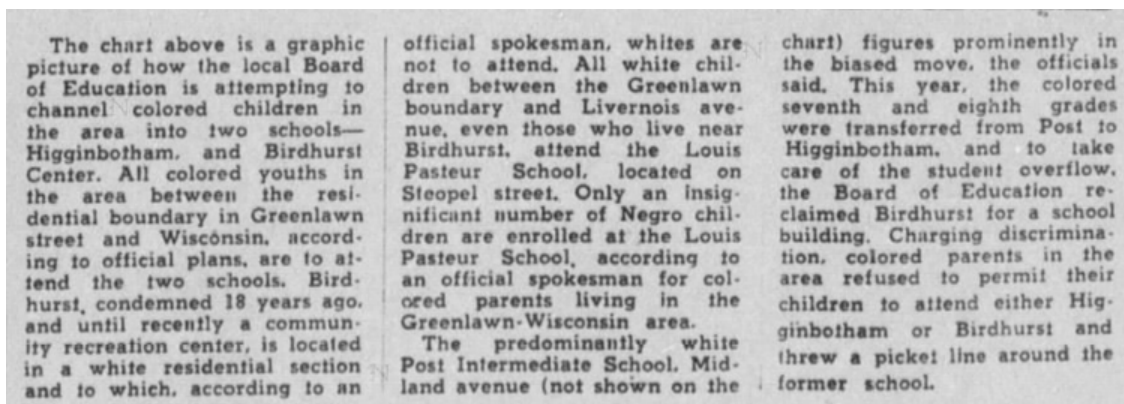 The chart above is a graphic
picture of how the local Board
of Education is attempting to
channel colored children in
the area into two schools—
Higginbotham, and Birdhurst
Center. All colored youths in
the area between the resi-
dential boundary in Greenlawn
street and Wisconsin, accord-
ing to official plans, are to at-
tend the two schools. Bird-
hurst, condemned 18 years ago,
and until recently a commun-
ity recreation center, is located
in a white residential section
and to which, according to an
official spokesman, whites are
not to attend. All white chil-
dren between the Greenlawn
boundary and Livernois ave-
nue, even those who live near
Birdhurst, attend the Louis
Pasteur School, located on
Steopel street. Only an insig-
nificant number of Negro chil-
dren are enrolled at the Louis
Pasteur School, according to
an official spokesman for col-
ored parents living in the
Greenlawn-Wisconsin area.
The predominantly white
Post Intermediate School, Mid-
land avenue (not shown on the
chart) figures prominently in
the biased move, the officials
said. This year, the colored
seventh and eighth grades
were transferred from Post to
Higginbotham, and to take
care of the student overflow,
the Board of Education re-
claimed Birdhurst for a school
building. Charging discrimina-
tion, colored parents in the
area refused to permit their
children to attend either Hig-
ginbotham or Birdhurst and
threw a picket line around the
former school.